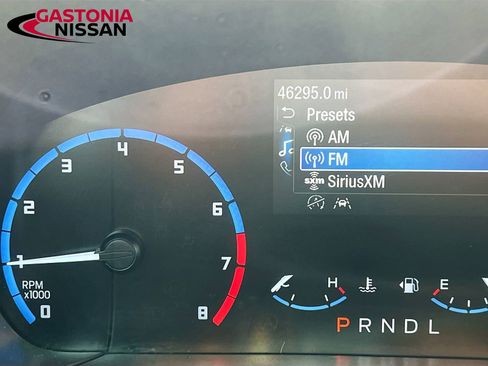 GASTONIA
NISSAN
46295.0 mi
Presets
AM
FM
sxm SiriusXM
0 1 2 3 4 5 6 7 8
RPM
x1000
H E
P R N D L